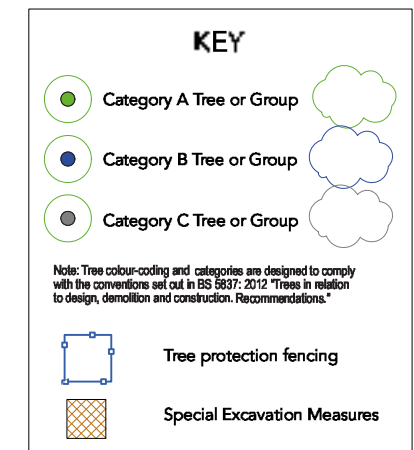 KEY
Category A Tree or Group
Category B Tree or Group
Category C Tree or Group
Note: Tree colour-coding and categories are designed to comply
with the conventions set out in BS 5837: 2012 "Trees in relation
to design, demolition and construction. Recommendations."
Tree protection fencing
Special Excavation Measures